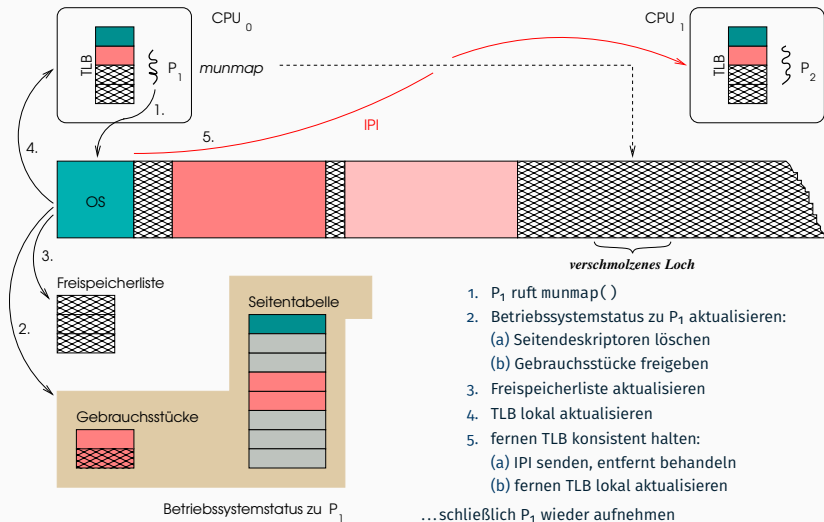 CPU 0
CPU 1
TLB
P1
munmap
TLB
P2
1.
5.
IPI
4.
OS
3.
verschmolzenes Loch
Freispeicherliste
2.
Seitentabelle
Gebrauchsstücke
Betriebssystemstatus zu P1
1. P1 ruft munmap()
2. Betriebssystemstatus zu P1 aktualisieren:
(a) Seitendeskriptoren löschen
(b) Gebrauchsstücke freigeben
3. Freispeicherliste aktualisieren
4. TLB lokal aktualisieren
5. fernen TLB konsistent halten:
(a) IPI senden, entfernt behandeln
(b) fernen TLB lokal aktualisieren
...schließlich P1 wieder aufnehmen